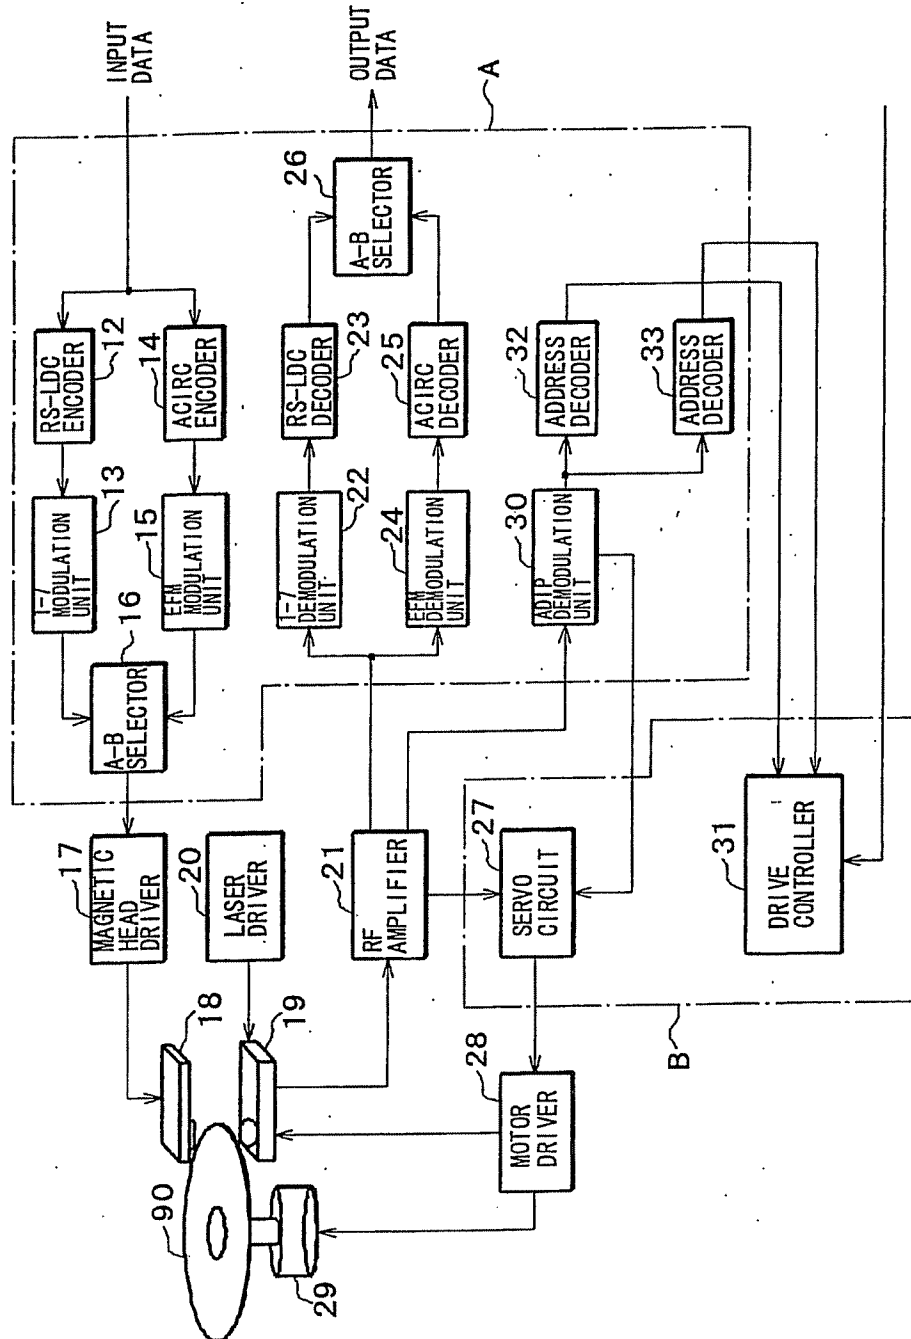 INPUT
DATA
OUTPUT
DATA
A
RS-LDC
ENCODER
12
ACIRC
ENCODER
14
1-7
MODULATION
UNIT
13
EFM
MODULATION
UNIT
15
A-B
SELECTOR
16
MAGNETIC
HEAD
DRIVER
17
18
LASER
DRIVER
20
19
90
29
RF
AMPLIFIER
21
1-7
DEMODULATION
UNIT
22
RS-LDC
DECODER
23
EFM
DEMODULATION
UNIT
24
ACIRC
DECODER
25
A-B
SELECTOR
26
SERVO
CIRCUIT
27
MOTOR
DRIVER
28
ADIP
DEMODULATION
UNIT
30
ADDRESS
DECODER
32
ADDRESS
DECODER
33
DRIVE
CONTROLLER
31
B